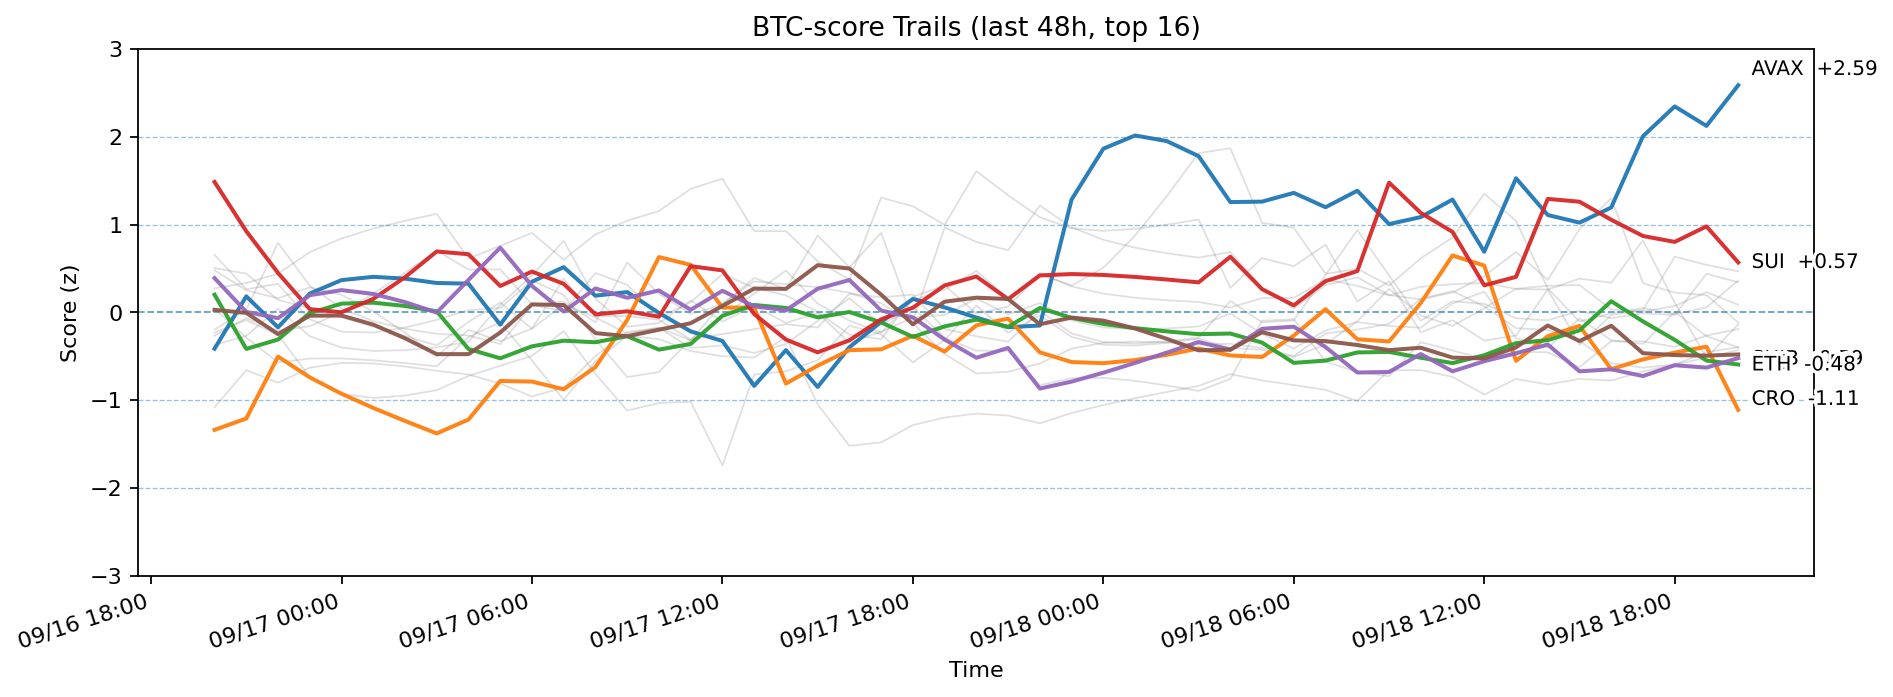 BTC-score Trails (last 48h, top 16)
3
2
1
0
−1
−2
−3
Score (z)
AVAX +2.59
SUI +0.57
ETH -0.48
CRO -1.11
09/16 18:00
09/17 00:00
09/17 06:00
09/17 12:00
09/17 18:00
09/18 00:00
09/18 06:00
09/18 12:00
09/18 18:00
Time